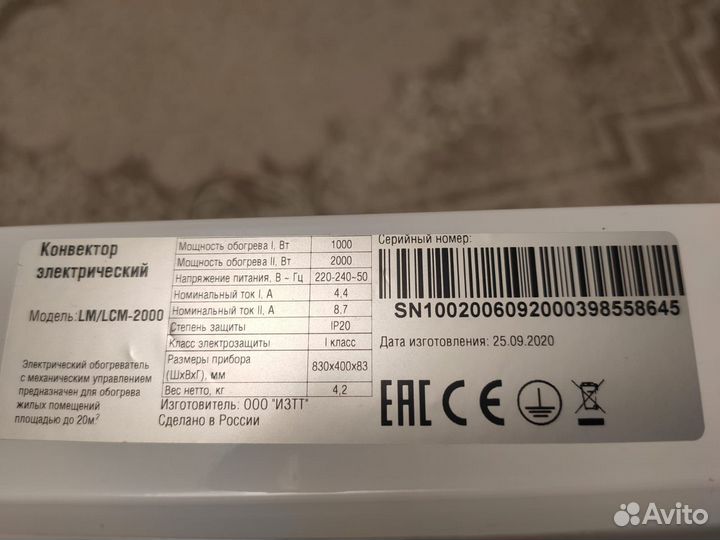 Конвектор
электрический
Модель: LM/LCM-2000
Электрический обогреватель
с механическим управлением
предназначен для обогрева
жилых помещений
площадью до 20м²
Мощность обогрева I, Вт 1000
Мощность обогрева II, Вт 2000
Напряжение питания, В ~ Гц 220-240~50
Номинальный ток I, А 4,4
Номинальный ток II, А 8,7
Степень защиты IP20
Класс электрозащиты I класс
Размеры прибора
(ШхВхГ), мм 830х400х83
Вес нетто, кг 4,2
Изготовитель: ООО "ИЗТТ"
Сделано в России
Серийный номер:
SN1002006092000398558645
Дата изготовления: 25.09.2020
EAC CE
Avito